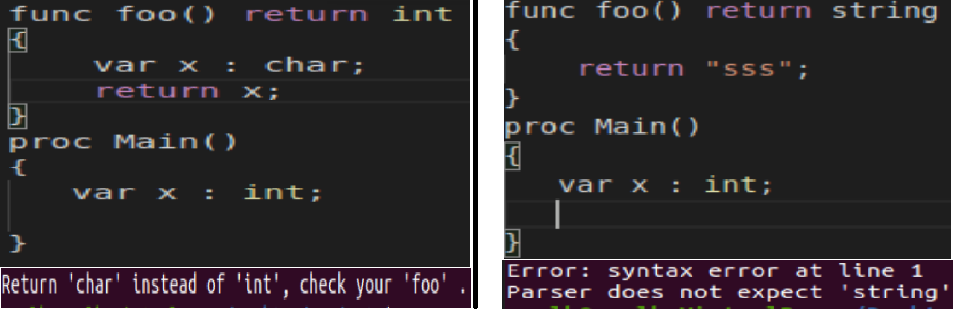 func foo() return int
{
var x : char;
return x;
}
proc Main()
{
var x : int;
}
Return 'char' instead of 'int', check your 'foo' .
func foo() return string
{
return "sss";
}
proc Main()
{
var x : int;
}
Error: syntax error at line 1
Parser does not expect 'string'